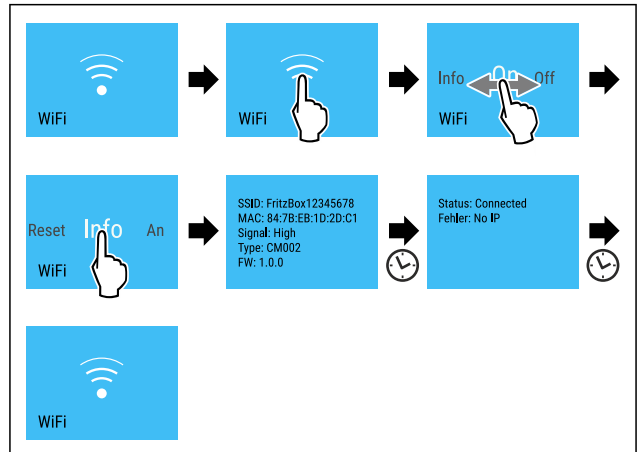 WiFi
WiFi
Info On Off
WiFi
Reset Info An
WiFi
SSID: FritzBox12345678
MAC: 84:7B:EB:1D:2D:C1
Signal: High
Type: CM002
FW: 1.0.0
Status: Connected
Fehler: No IP
WiFi